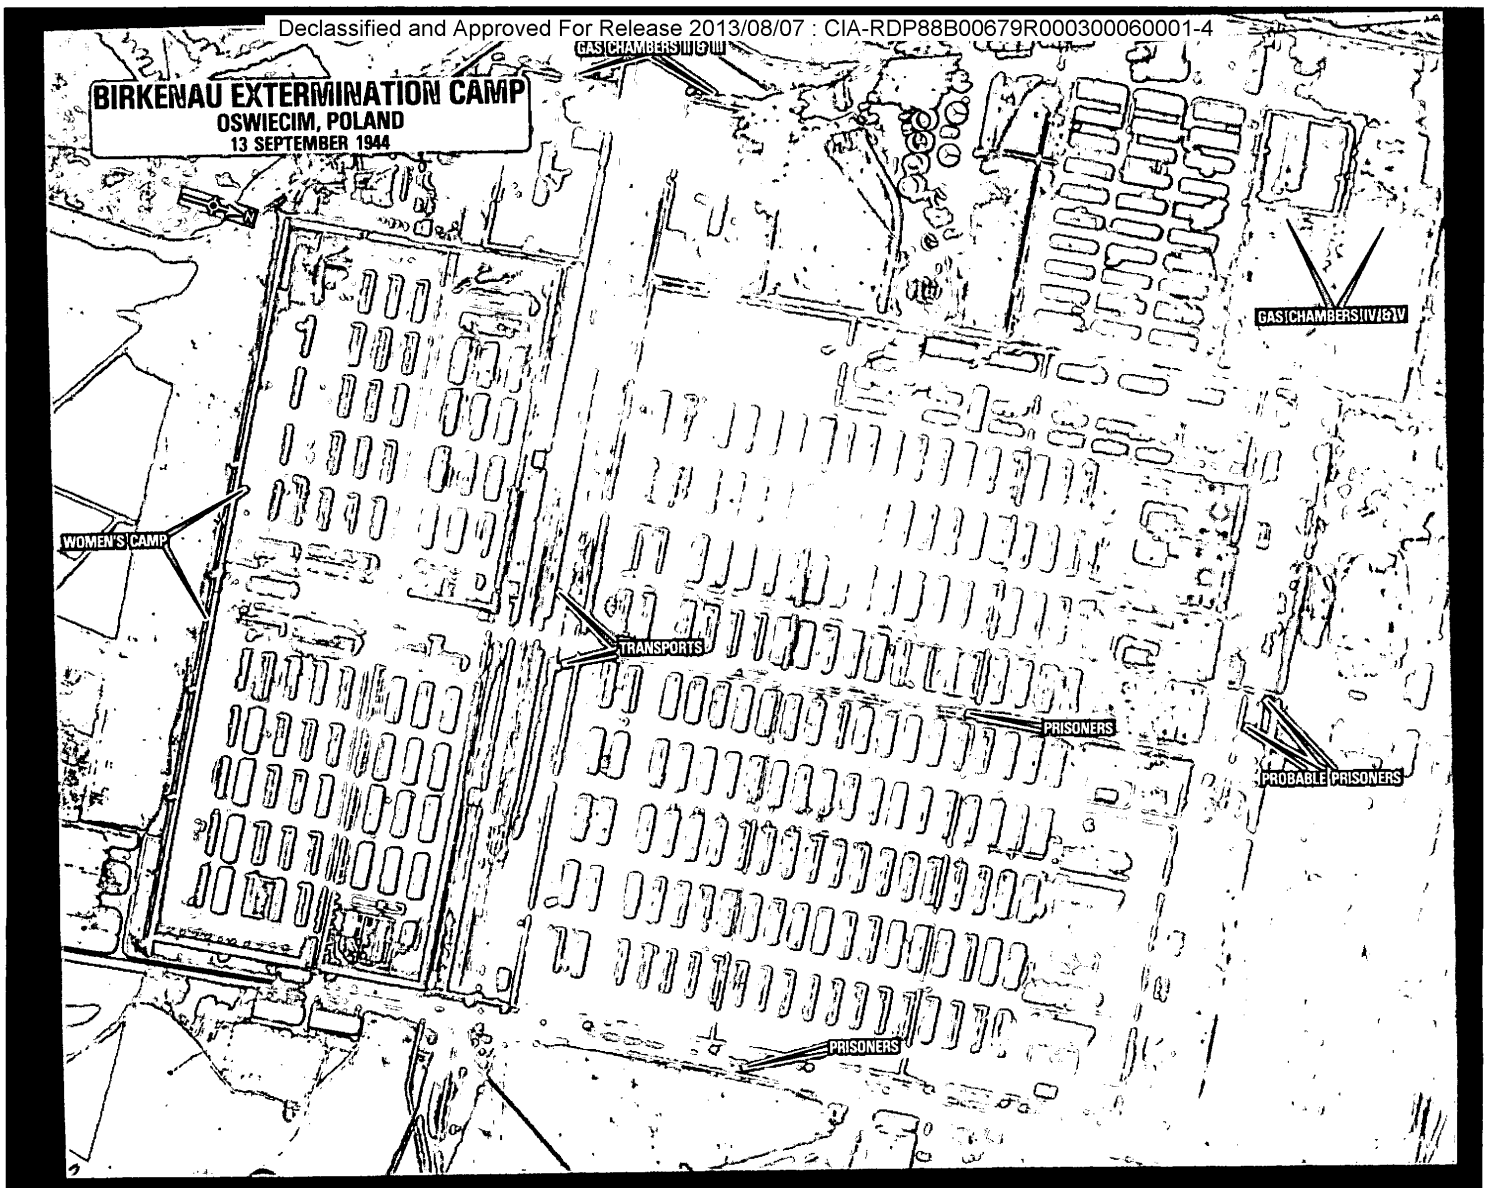 Declassified and Approved For Release 2013/08/07 : CIA-RDP88B00679R000300060001-4
GAS CHAMBERS II & III
BIRKENAU EXTERMINATION CAMP
OSWIECIM, POLAND
13 SEPTEMBER 1944
N
GAS CHAMBERS IV & V
WOMEN'S CAMP
TRANSPORTS
PRISONERS
PROBABLE PRISONERS
PRISONERS